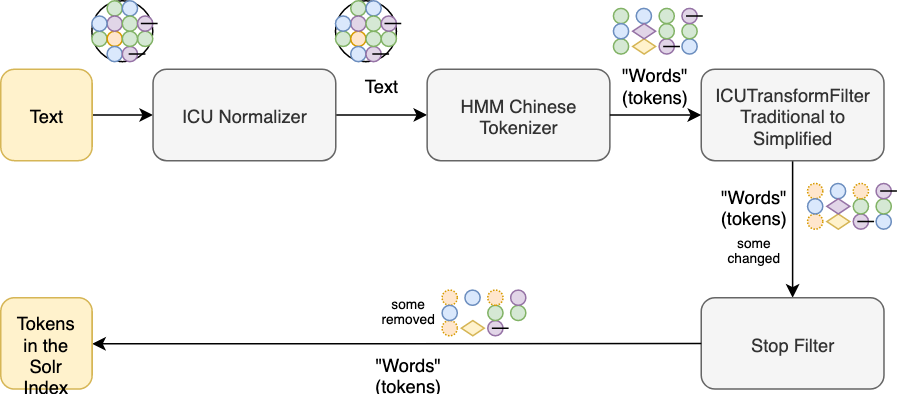 Text
ICU Normalizer
Text
HMM Chinese
Tokenizer
"Words"
(tokens)
ICUTransformFilter
Traditional to
Simplified
"Words"
(tokens)
some
changed
Stop Filter
some
removed
"Words"
(tokens)
Tokens
in the
Solr
Index